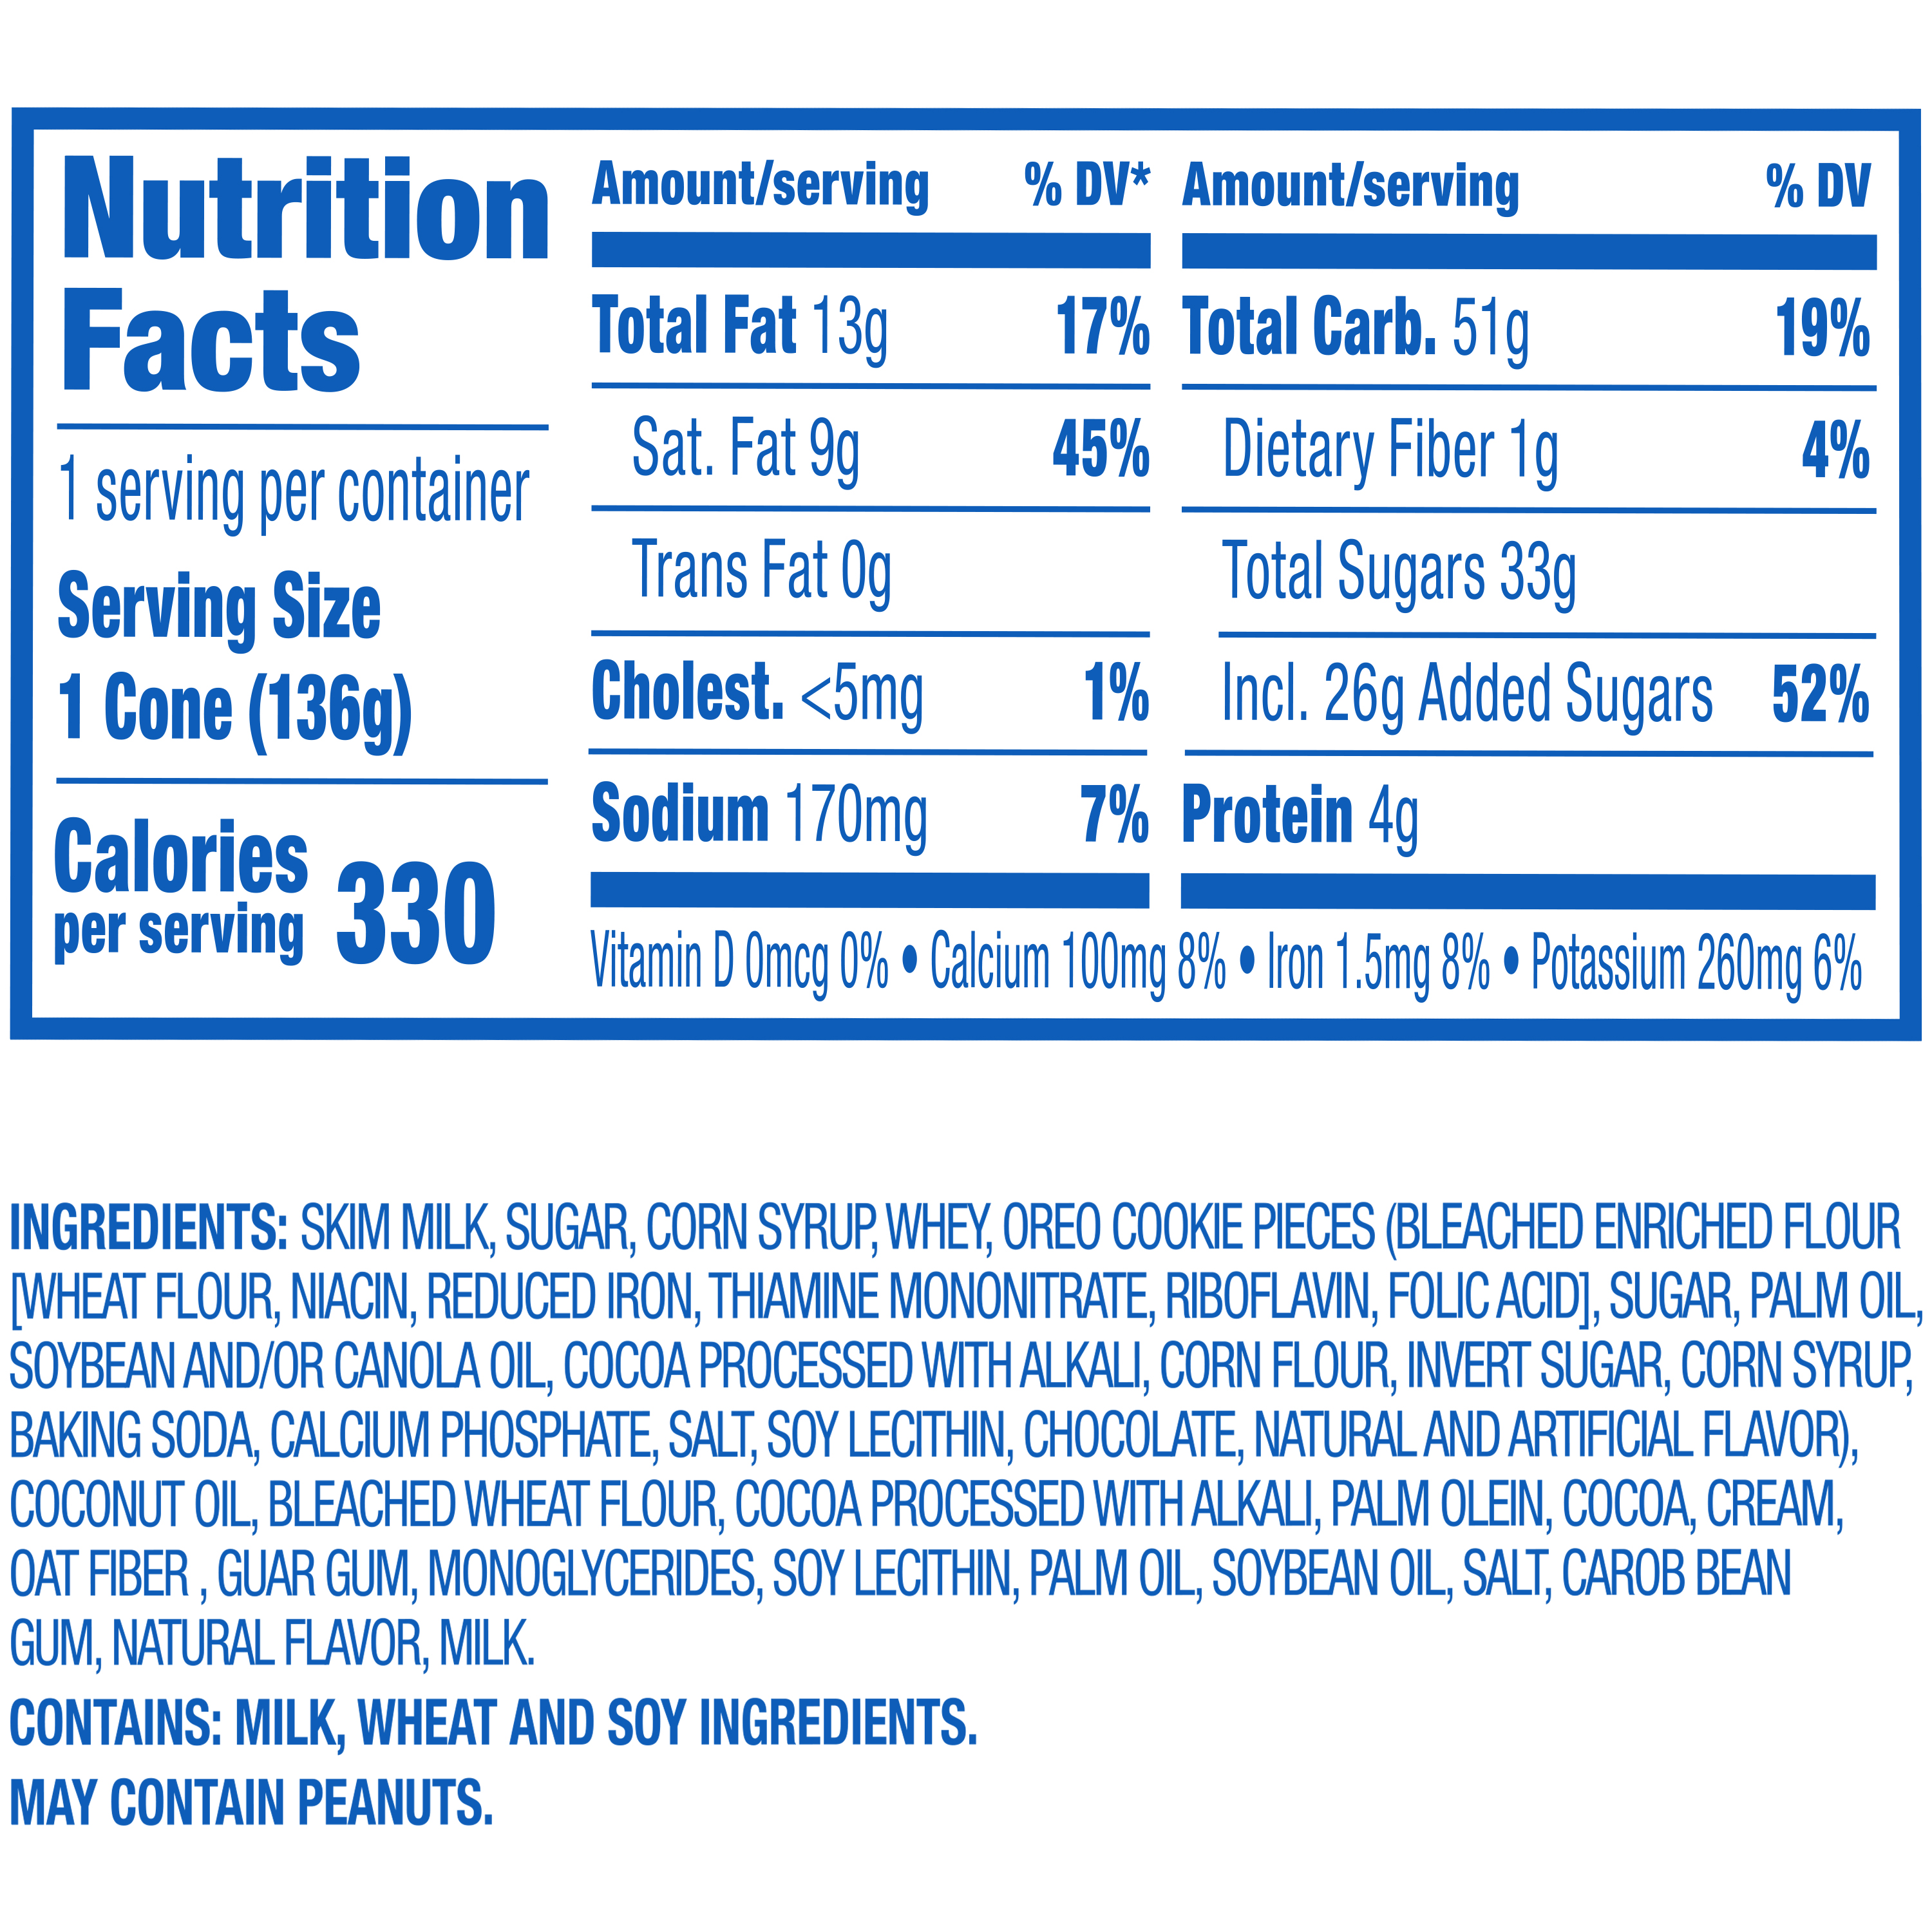 Nutrition
Facts
1 serving per container
Serving Size
1 Cone (136g)
Calories
per serving 330
Amount/serving % DV*
Total Fat 13g 17%
Sat. Fat 9g 45%
Trans Fat 0g
Cholest. <5mg 1%
Sodium 170mg 7%
Amount/serving % DV
Total Carb. 51g 19%
Dietary Fiber 1g 4%
Total Sugars 33g
Incl. 26g Added Sugars 52%
Protein 4g
Vitamin D 0mcg 0% • Calcium 100mg 8% • Iron 1.5mg 8% • Potassium 260mg 6%
INGREDIENTS: SKIM MILK, SUGAR, CORN SYRUP, WHEY, OREO COOKIE PIECES (BLEACHED ENRICHED FLOUR
[WHEAT FLOUR, NIACIN, REDUCED IRON, THIAMINE MONONITRATE, RIBOFLAVIN, FOLIC ACID], SUGAR, PALM OIL,
SOYBEAN AND/OR CANOLA OIL, COCOA PROCESSED WITH ALKALI, CORN FLOUR, INVERT SUGAR, CORN SYRUP,
BAKING SODA, CALCIUM PHOSPHATE, SALT, SOY LECITHIN, CHOCOLATE, NATURAL AND ARTIFICIAL FLAVOR),
COCONUT OIL, BLEACHED WHEAT FLOUR, COCOA PROCESSED WITH ALKALI, PALM OLEIN, COCOA, CREAM,
OAT FIBER , GUAR GUM, MONOGLYCERIDES, SOY LECITHIN, PALM OIL, SOYBEAN OIL, SALT, CAROB BEAN
GUM, NATURAL FLAVOR, MILK.
CONTAINS: MILK, WHEAT AND SOY INGREDIENTS.
MAY CONTAIN PEANUTS.